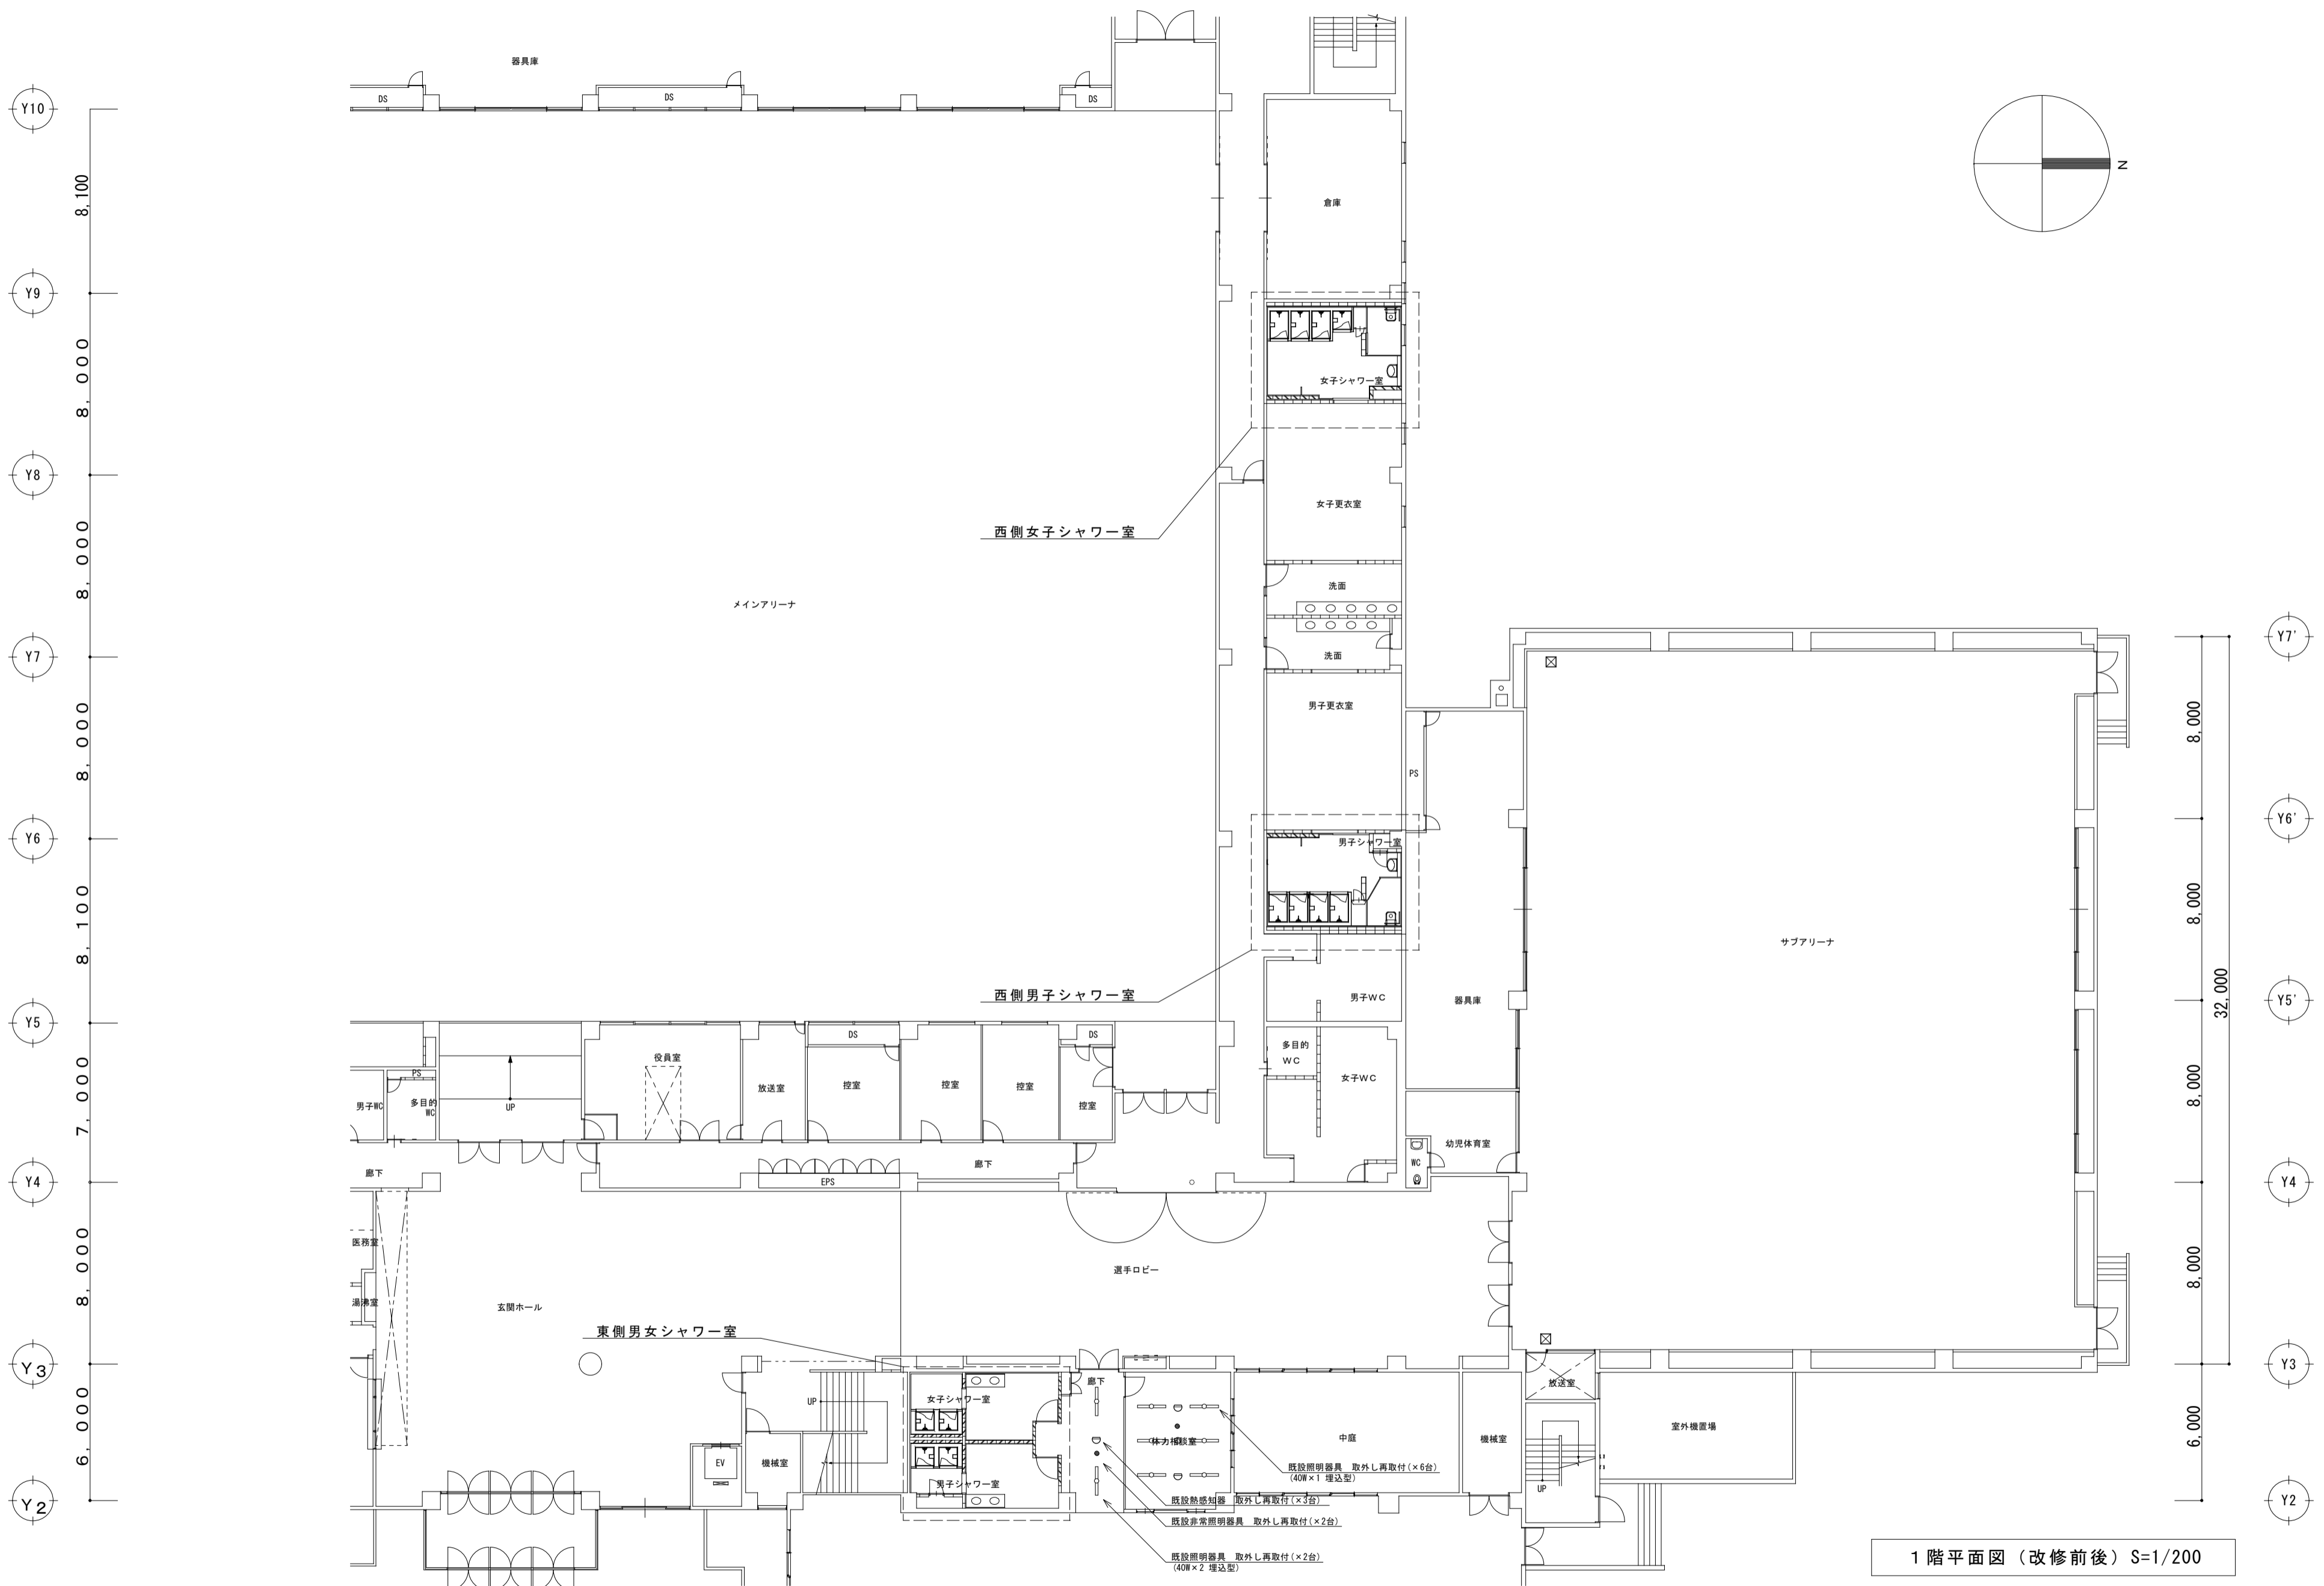 器具庫
DS
DS
DS
Y10
8,100
N
倉庫
Y9
8,000
女子シャワー室
Y8
女子更衣室
西側女子シャワー室
8,000
洗面
メインアリーナ
Y7
洗面
Y7'
男子更衣室
8,000
8,000
PS
Y6
男子シャワー室
Y6'
8,100
8,000
サブアリーナ
32,000
西側男子シャワー室
男子WC
器具庫
Y5
Y5'
DS
DS
役員室
多目的
WC
7,000
放送室
控室
控室
控室
控室
女子WC
8,000
PS
男子WC
多目的
WC
UP
幼児体育室
廊下
廊下
WC
EPS
Y4
Y4
医務室
8,000
選手ロビー
8,000
湯沸室
玄関ホール
東側男女シャワー室
Y3
Y3
廊下
放送室
女子シャワー室
UP
6,000
体力相談室
中庭
機械室
室外機置場
6,000
EV
機械室
男子シャワー室
既設照明器具 取外し再取付(×6台)
(40W×1 埋込型)
UP
Y2
既設熱感知器 取外し再取付(×3台)
Y2
既設非常照明器具 取外し再取付(×2台)
既設照明器具 取外し再取付(×2台)
(40W×2 埋込型)
1階平面図(改修前後)S=1/200